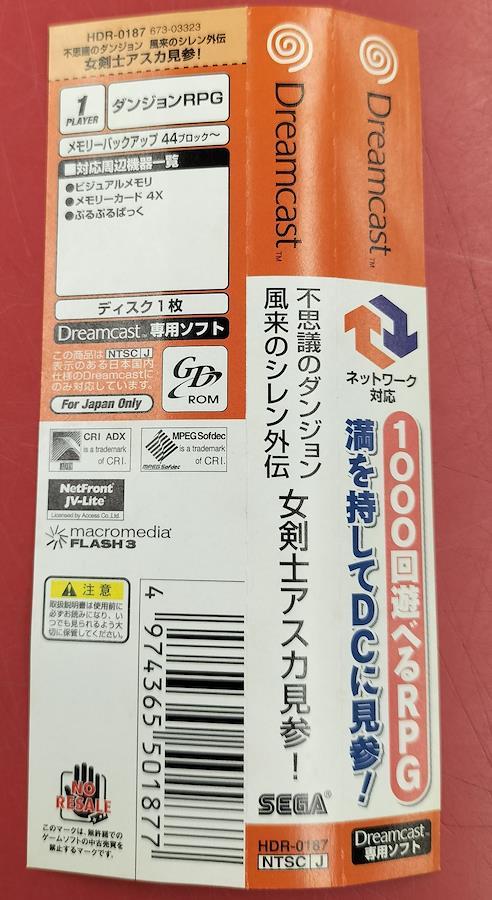 HDR-0187 673-03323
不思議のダンジョン 風来のシレン外伝
女剣士アスカ見参!
1
PLAYER
ダンジョンRPG
メモリーバックアップ 44ブロック〜
■対応周辺機器一覧
●ビジュアルメモリ
●メモリーカード 4X
●ぷるぷるぱっく
ディスク1枚
Dreamcast™ 専用ソフト
この商品は NTSC J
表示のある日本国内
仕様のDreamcastに
のみ対応しています。
For Japan Only
GD
ROM
CRI ADX
is a trademark
of CRI.
ADX
MPEG Sofdec
is a trademark
of CRI.
MPEG Sofdec
NetFront®
JV-Lite
Licensed by Access Co.,Ltd.
macromedia®
FLASH 3
注意
取扱説明書は使用前に
必ずお読みになり、い
つでも見られるよう大
切に保管してください。
4 974365 501877
NO
RESALE
このマークは、無許諾での
ゲームソフトの中古売買を
禁止するマークです。
Dreamcast™
不思議のダンジョン
風来のシレン外伝
女剣士アスカ見参!
SEGA®
HDR-0187
NTSC J
Dreamcast™
ネットワーク
対応
1000回遊べるRPG
満を持してDCに見参!
Dreamcast™
専用ソフト